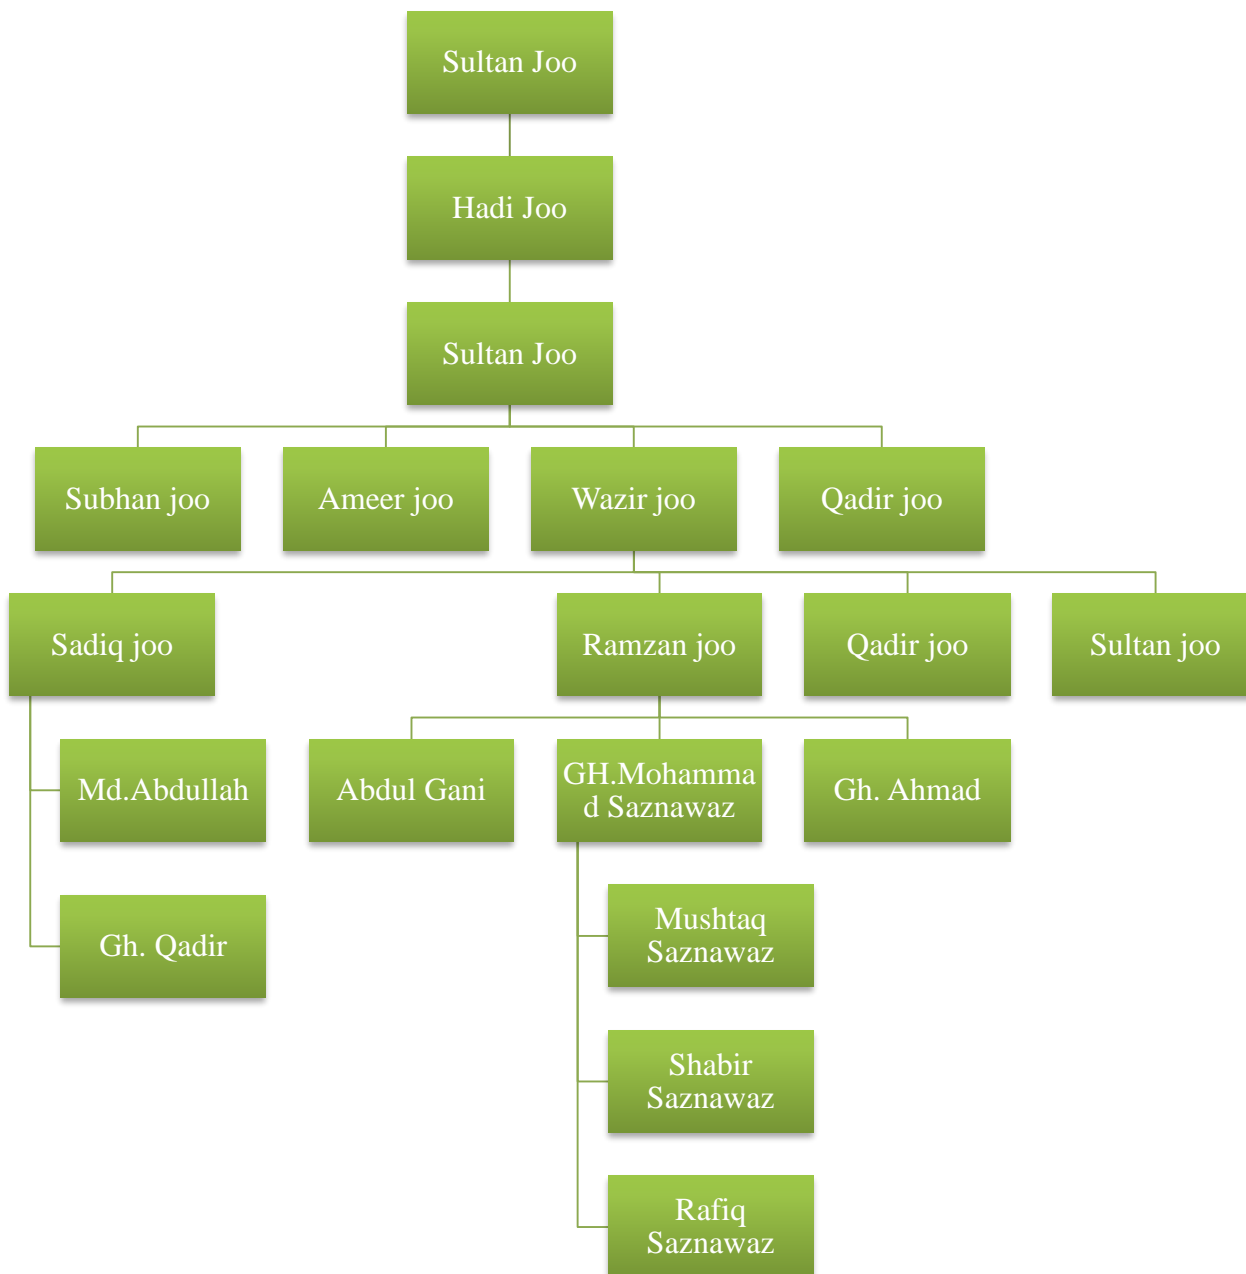 Sultan Joo
Hadi Joo
Sultan Joo
Subhan joo
Ameer joo
Wazir joo
Qadir joo
Sadiq joo
Ramzan joo
Qadir joo
Sultan joo
Md.Abdullah
Abdul Gani
GH.Mohamma
d Saznawaz
Gh. Ahmad
Gh. Qadir
Mushtaq
Saznawaz
Shabir
Saznawaz
Rafiq
Saznawaz